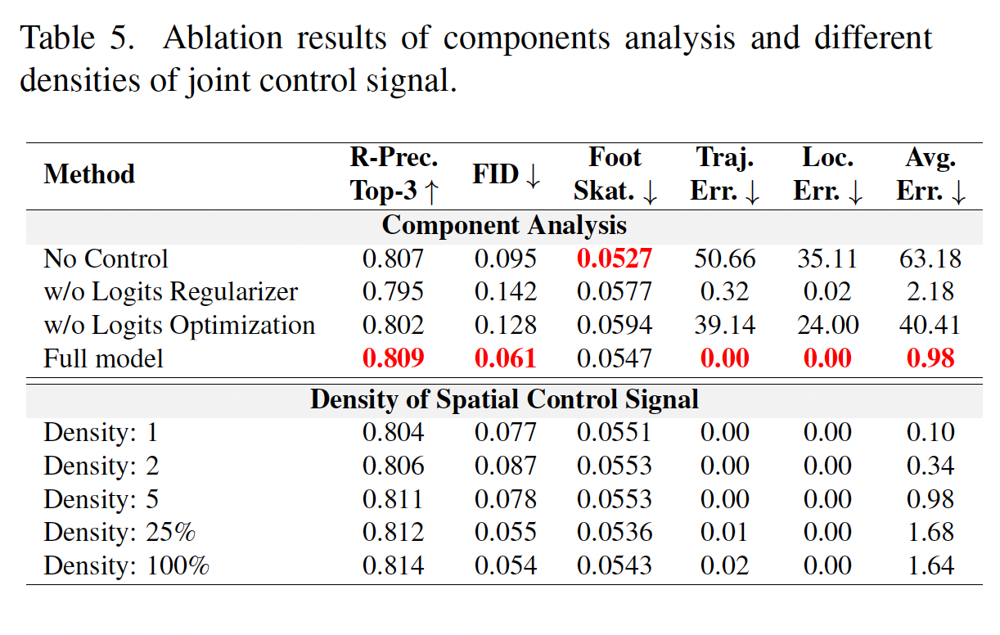 Table 5. Ablation results of components analysis and different
densities of joint control signal.
Method R-Prec. Top-3 ↑ FID ↓ Foot Skat. ↓ Traj. Err. ↓ Loc. Err. ↓ Avg. Err. ↓
Component Analysis
No Control 0.807 0.095 0.0527 50.66 35.11 63.18
w/o Logits Regularizer 0.795 0.142 0.0577 0.32 0.02 2.18
w/o Logits Optimization 0.802 0.128 0.0594 39.14 24.00 40.41
Full model 0.809 0.061 0.0547 0.00 0.00 0.98
Density of Spatial Control Signal
Density: 1 0.804 0.077 0.0551 0.00 0.00 0.10
Density: 2 0.806 0.087 0.0553 0.00 0.00 0.34
Density: 5 0.811 0.078 0.0553 0.00 0.00 0.98
Density: 25% 0.812 0.055 0.0536 0.01 0.00 1.68
Density: 100% 0.814 0.054 0.0543 0.02 0.00 1.64